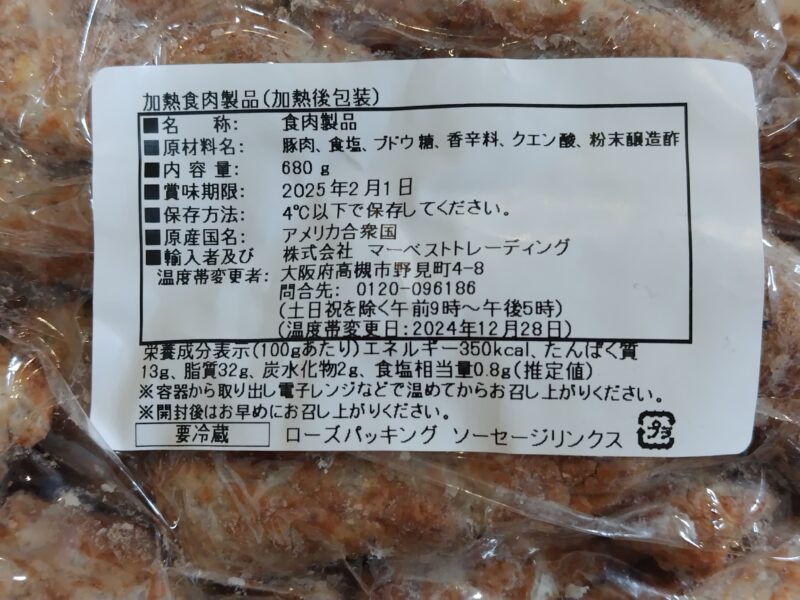 加熱食肉製品(加熱後包装)
■名 称: 食肉製品
■原材料名: 豚肉、食塩、ブドウ糖、香辛料、クエン酸、粉末醸造酢
■内容量: 680g
■賞味期限: 2025年2月1日
■保存方法: 4℃以下で保存してください。
■原産国名: アメリカ合衆国
■輸入者及び 株式会社 マーベストトレーディング
温度帯変更者: 大阪府高槻市野見町4-8
問合先: 0120-096186
(土日祝を除く午前9時〜午後5時)
(温度帯変更日:2024年12月28日)
栄養成分表示(100gあたり)エネルギー350kcal、たんぱく質
13g、脂質32g、炭水化物2g、食塩相当量0.8g(推定値)
※容器から取り出し電子レンジなどで温めてからお召し上がりください。
※開封後はお早めにお召し上がりください。
要冷蔵 ローズパッキング ソーセージリンクス プラ